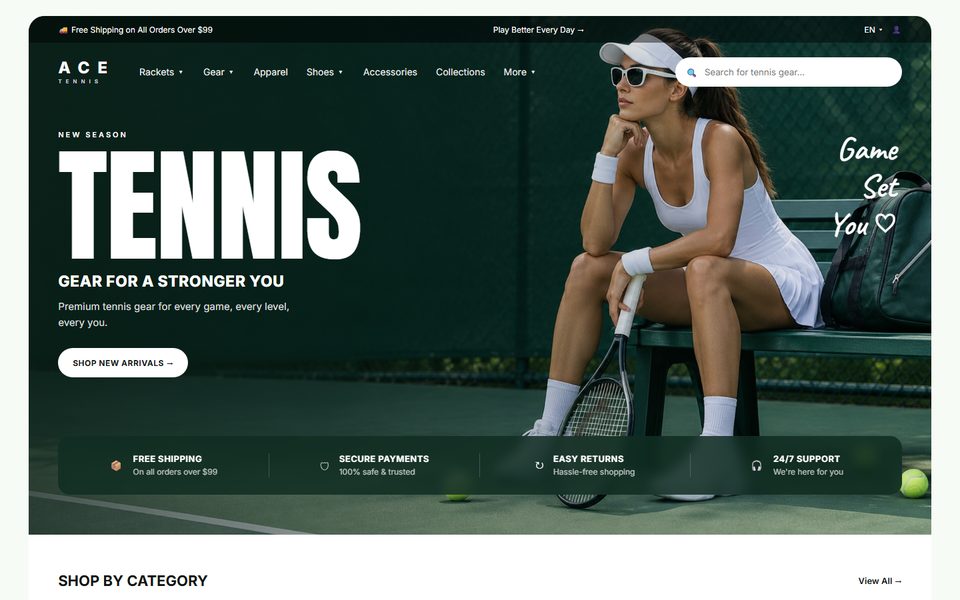 Free Shipping on All Orders Over $99
Play Better Every Day →
EN
ACE
TENNIS
Rackets
Gear
Apparel
Shoes
Accessories
Collections
More
Search for tennis gear...
NEW SEASON
TENNIS
GEAR FOR A STRONGER YOU
Premium tennis gear for every game, every level,
every you.
SHOP NEW ARRIVALS →
Game
Set
You ♡
FREE SHIPPING
On all orders over $99
SECURE PAYMENTS
100% safe & trusted
EASY RETURNS
Hassle-free shopping
24/7 SUPPORT
We're here for you
SHOP BY CATEGORY
View All →